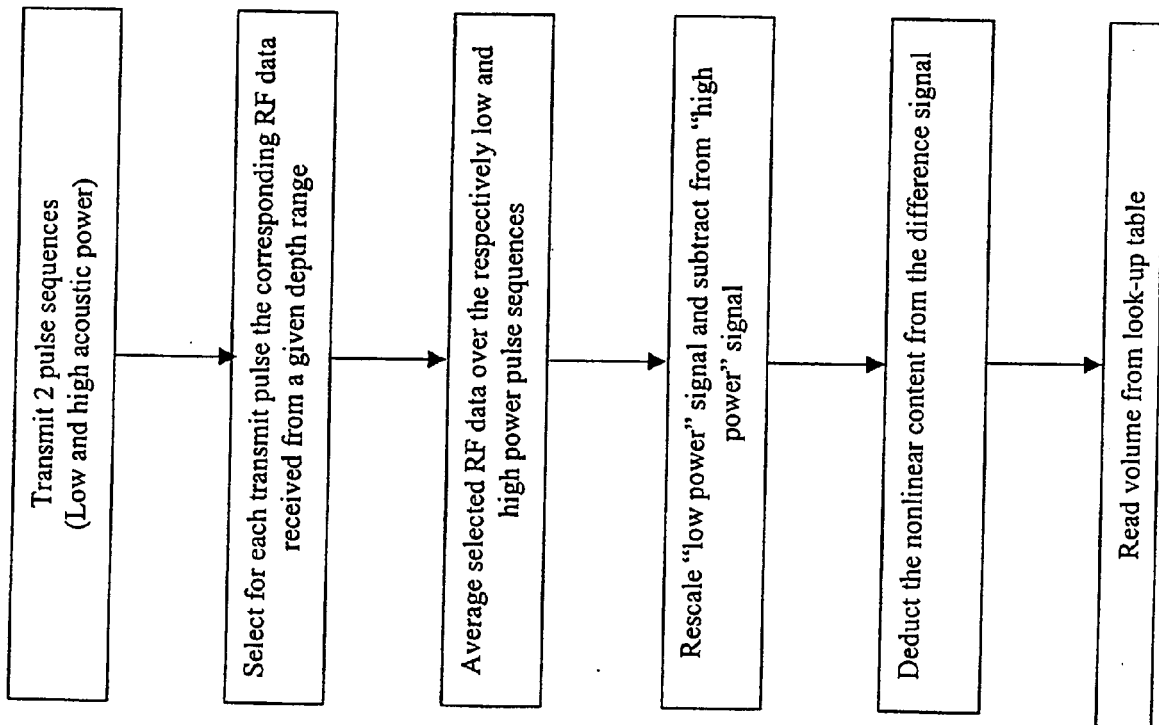 Transmit 2 pulse sequences
(Low and high acoustic power)
Select for each transmit pulse the corresponding RF data
received from a given depth range
Average selected RF data over the respectively low and
high power pulse sequences
Rescale “low power” signal and subtract from “high
power” signal
Deduct the nonlinear content from the difference signal
Read volume from look-up table